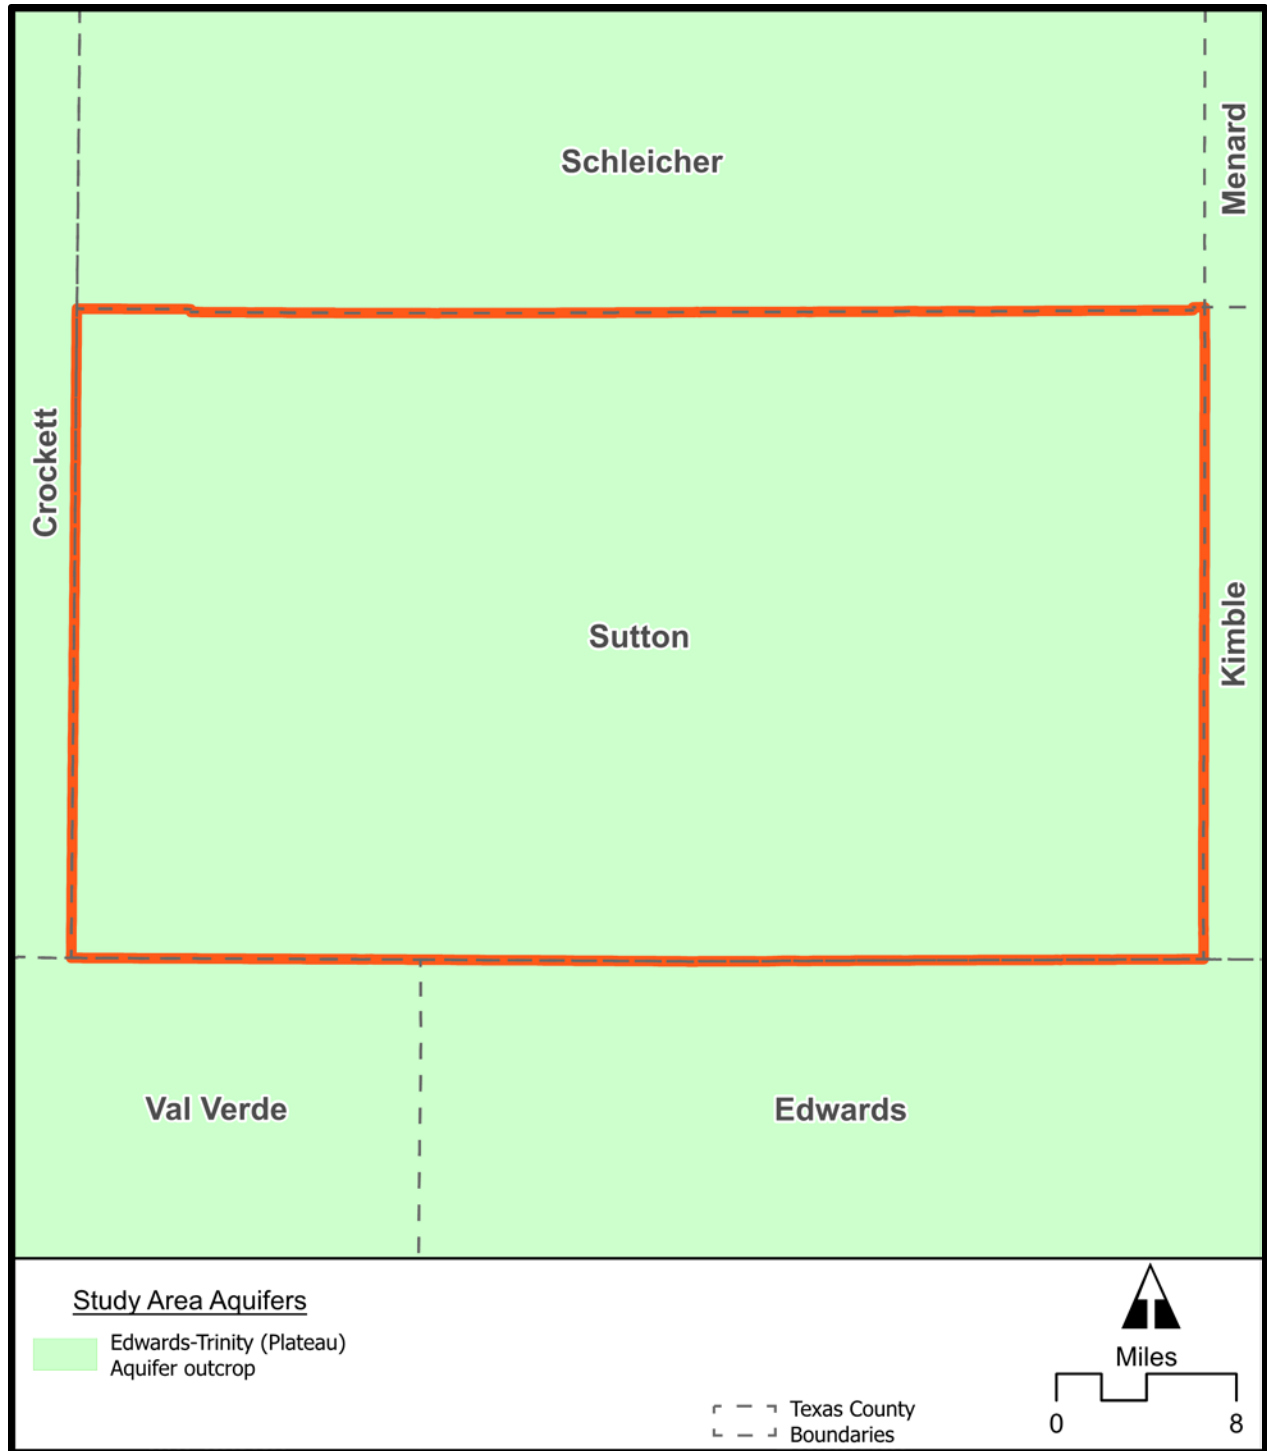 Schleicher
Menard
Crockett
Sutton
Kimble
Val Verde
Edwards
Study Area Aquifers
Edwards-Trinity (Plateau)
Aquifer outcrop
Texas County
Boundaries
Miles
0 8